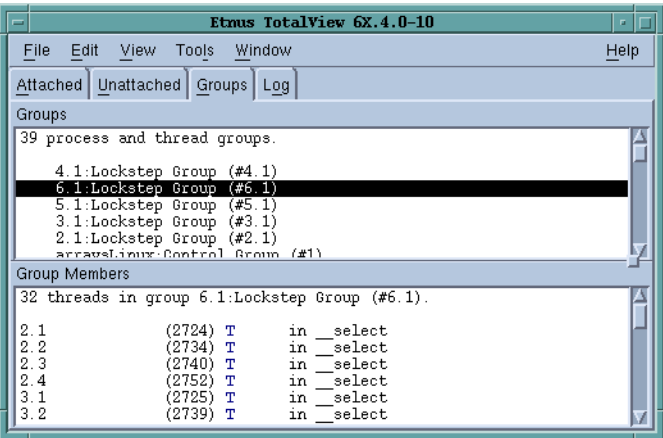 Etnus TotalView 6X.4.0-10
File Edit View Tools Window Help
Attached Unattached Groups Log
Groups
39 process and thread groups.
4.1:Lockstep Group (#4.1)
6.1:Lockstep Group (#6.1)
5.1:Lockstep Group (#5.1)
3.1:Lockstep Group (#3.1)
2.1:Lockstep Group (#2.1)
arraysLinux:Control Group (#1)
Group Members
32 threads in group 6.1:Lockstep Group (#6.1).
2.1 (2724) T in __select
2.2 (2734) T in __select
2.3 (2740) T in __select
2.4 (2752) T in __select
3.1 (2725) T in __select
3.2 (2739) T in __select